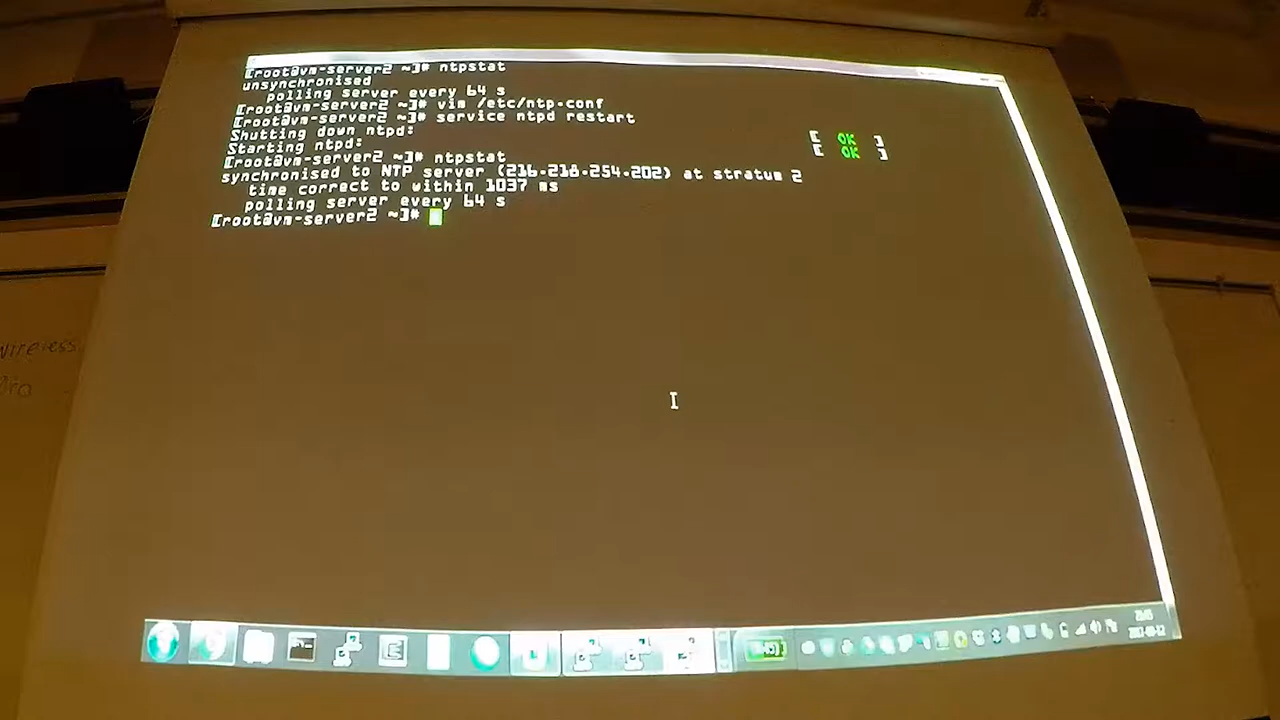 [root@vm-server2 ~]# ntpstat
unsynchronised
polling server every 64 s
[root@vm-server2 ~]# vim /etc/ntp.conf
[root@vm-server2 ~]# service ntpd restart
Shutting down ntpd: [ OK ]
Starting ntpd: [ OK ]
[root@vm-server2 ~]# ntpstat
synchronised to NTP server (216.218.254.202) at stratum 2
time correct to within 1037 ms
polling server every 64 s
[root@vm-server2 ~]#
wireless